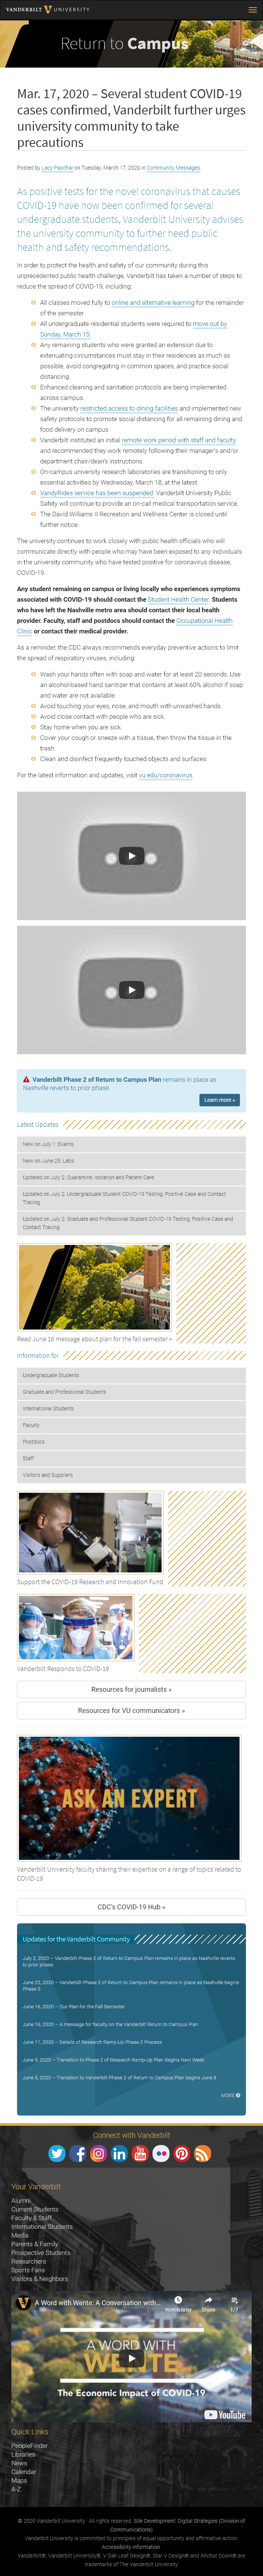 VANDERBILT UNIVERSITY
Return to Campus
Mar. 17, 2020 – Several student COVID-19
cases confirmed, Vanderbilt further urges
university community to take
precautions
Posted by Lacy Paschal on Tuesday, March 17, 2020 in Community Messages
As positive tests for the novel coronavirus that causes
COVID-19 have now been confirmed for several
undergraduate students, Vanderbilt University advises
the university community to further heed public
health and safety recommendations.
In order to protect the health and safety of our community during this
unprecedented public health challenge, Vanderbilt has taken a number of steps to
reduce the spread of COVID-19, including:
All classes moved fully to online and alternative learning for the remainder
of the semester.
All undergraduate residential students were required to move out by
Sunday, March 15.
Any remaining students who were granted an extension due to
extenuating circumstances must stay in their residences as much as
possible, avoid congregating in common spaces, and practice social
distancing.
Enhanced cleaning and sanitation protocols are being implemented
across campus.
The university restricted access to dining facilities and implemented new
safety protocols to promote social distancing for all remaining members
and food delivery on campus.
Vanderbilt instituted an initial remote work period with staff and faculty
and recommended the remote work following their manager's and/or
department chair/dean's instructions.
On-campus university research laboratories are transitioning to only
essential activities by Wednesday, March 18, at the latest.
VandyRides service has been suspended. Vanderbilt University Public
Safety will continue to provide an on-call medical transportation service.
The David Williams II Recreation and Wellness Center is closed until
further notice.
The university continues to work closely with public health officials who will
communicate directly with people who may have been exposed to any individuals
in the university community who have tested positive for coronavirus disease,
COVID-19.
Any student remaining on campus or living locally who experiences symptoms
associated with COVID-19 should contact the Student Health Center. Students
who have left the Nashville metro area should contact their local health
provider. Faculty, staff and postdocs should contact the Occupational Health
Clinic or contact their medical provider.
As a reminder, the CDC always recommends everyday preventive actions to limit
the spread of respiratory viruses, including:
Wash your hands often with soap and water for at least 20 seconds. Use
an alcohol-based hand sanitizer that contains at least 60% alcohol if soap
and water are not available.
Avoid touching your eyes, nose, and mouth with unwashed hands.
Avoid close contact with people who are sick.
Stay home when you are sick.
Cover your cough or sneeze with a tissue, then throw the tissue in the
trash.
Clean and disinfect frequently touched objects and surfaces.
For the latest information and updates, visit vu.edu/coronavirus.
Vanderbilt Phase 2 of Return to Campus Plan remains in place as
Nashville reverts to prior phase.
Learn more »
Latest Updates
New on July 1: Exams
New on June 25: Labs
Updated on July 2: Quarantine, Isolation and Patient Care
Updated on July 2: Undergraduate Student COVID-19 Testing, Positive Case and Contact
Tracing
Updated on July 2: Graduate and Professional Student COVID-19 Testing, Positive Case and
Contact Tracing
Read June 16 message about plan for the fall semester »
Information for
Undergraduate Students
Graduate and Professional Students
International Students
Faculty
Postdocs
Staff
Visitors and Suppliers
Support the COVID-19 Research and Innovation Fund
Vanderbilt Responds to COVID-19
Resources for journalists »
Resources for VU communicators »
ASK AN EXPERT
Vanderbilt University faculty sharing their expertise on a range of topics related to
COVID-19
CDC's COVID-19 Hub »
Updates for the Vanderbilt Community
July 2, 2020 – Vanderbilt Phase 2 of Return to Campus Plan remains in place as Nashville reverts
to prior phase
June 22, 2020 – Vanderbilt Phase 2 of Return to Campus Plan remains in place as Nashville begins
Phase 3
June 16, 2020 – Our Plan for the Fall Semester
June 16, 2020 – A message for faculty on the Vanderbilt Return to Campus Plan
June 11, 2020 – Details of Research Ramp-Up Phase 2 Process
June 5, 2020 – Transition to Phase 2 of Research Ramp-Up Plan Begins Next Week
June 5, 2020 – Transition to Vanderbilt Phase 2 of Return to Campus Plan begins June 8
MORE
Connect with Vanderbilt
You Tube
Your Vanderbilt
Alumni
Current Students
Faculty & Staff
International Students
Media
Parents & Family
Prospective Students
Researchers
Sports Fans
Visitors & Neighbors
A Word with Wente: A Conversation with...
Watch later
Share
1/7
A WORD WITH
WENTE
The Economic Impact of COVID-19
YouTube
Quick Links
PeopleFinder
Libraries
News
Calendar
Maps
A-Z
© 2020 Vanderbilt University · All rights reserved. Site Development: Digital Strategies (Division of
Communications)
Vanderbilt University is committed to principles of equal opportunity and affirmative action.
Accessibility information.
Vanderbilt®, Vanderbilt University®, V Oak Leaf Design®, Star V Design® and Anchor Down® are
trademarks of The Vanderbilt University